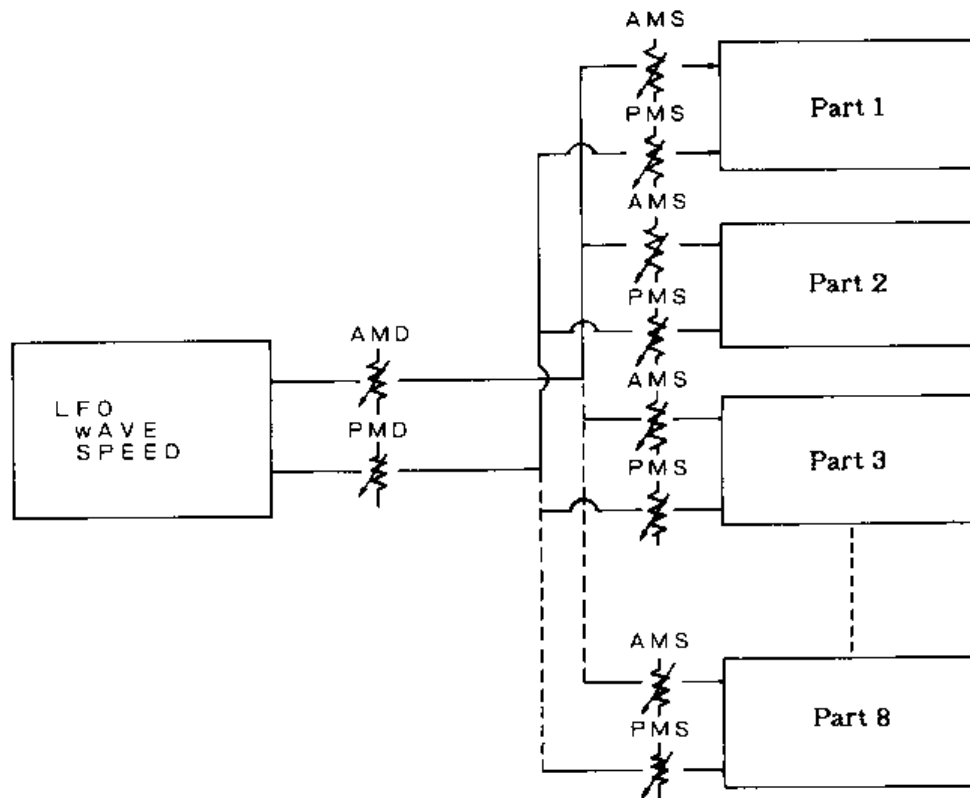 AMS
PMS
Part 1
AMS
PMS
Part 2
AMD
LFO
WAVE
SPEED
PMD
AMS
PMS
Part 3
AMS
PMS
Part 8